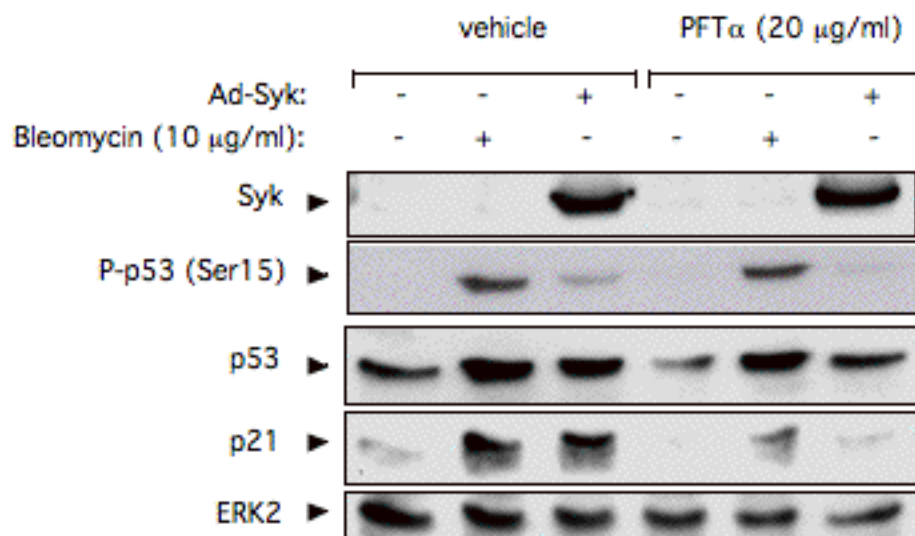 vehicle PFTα (20 μg/ml)
Ad-Syk: - - + - - +
Bleomycin (10 μg/ml): - + - - + -
Syk
P-p53 (Ser15)
p53
p21
ERK2